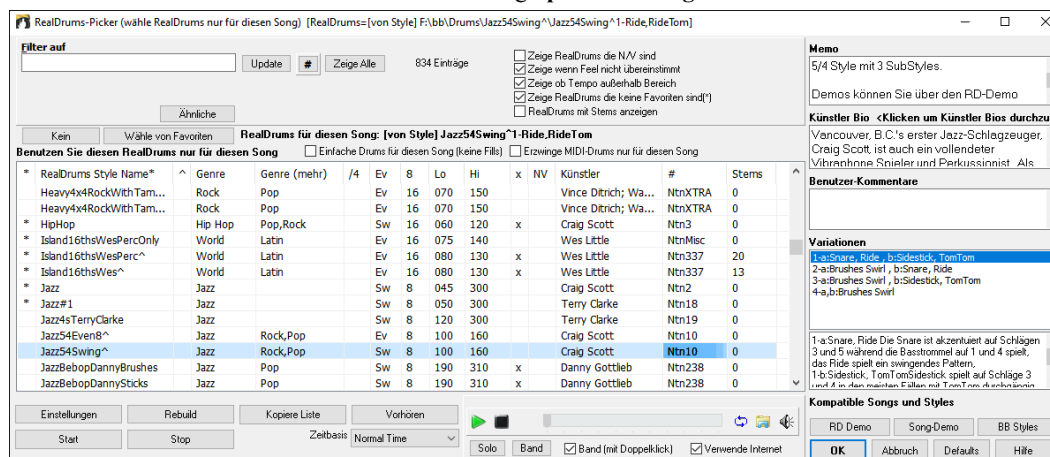 RealDrums-Picker (wähle RealDrums nur für diesen Song) [RealDrums=[von Style] F:\bb\Drums\Jazz54Swing^\Jazz54Swing^1-Ride,RideTom]
Filter auf
Update # Zeige Alle 834 Einträge
Ähnliche
Zeige RealDrums die N/V sind
Zeige wenn Feel nicht übereinstimmt
Zeige ob Tempo außerhalb Bereich
Zeige RealDrums die keine Favoriten sind(*)
RealDrums mit Stems anzeigen
Kein Wähle von Favoriten RealDrums für diesen Song: [von Style] Jazz54Swing^1-Ride,RideTom
Benutzen Sie diesen RealDrums nur für diesen Song Einfache Drums für diesen Song (keine Fills) Erzwinge MIDI-Drums nur für diesen Song
* RealDrums Style Name* ^ Genre Genre (mehr) /4 Ev 8 Lo Hi x NV Künstler # Stems
Heavy4x4RockWithTam... Rock Pop Ev 16 070 150 Vince Ditrich; Wa... NtnXTRA 0
Heavy4x4RockWithTam... Rock Pop Ev 16 070 150 Vince Ditrich; Wa... NtnXTRA 0
* HipHop Hip Hop Pop,Rock Sw 16 060 120 x Craig Scott Ntn3 0
* Island16thsWesPercOnly World Latin Ev 16 075 140 Wes Little NtnMisc 0
* Island16thsWesPerc^ World Latin Ev 16 080 130 x Wes Little Ntn337 20
* Island16thsWes^ World Latin Ev 16 080 130 x Wes Little Ntn337 13
* Jazz Jazz Sw 8 045 300 Craig Scott Ntn2 0
* Jazz#1 Jazz Sw 8 050 300 Terry Clarke Ntn18 0
Jazz4sTerryClarke Jazz Sw 8 120 300 Terry Clarke Ntn19 0
Jazz54Even8^ Jazz Rock,Pop Ev 8 100 160 Craig Scott Ntn10 0
Jazz54Swing^ Jazz Rock,Pop Sw 8 100 160 Craig Scott Ntn10 0
JazzBebopDannyBrushes Jazz Pop Sw 8 190 310 x Danny Gottlieb Ntn238 0
JazzBebopDannySticks Jazz Pop Sw 8 190 310 x Danny Gottlieb Ntn238 0
Einstellungen Rebuild Kopiere Liste Vorhören
Start Stop Zeitbasis Normal Time
Solo Band Band (mit Doppelklick) Verwende Internet
Memo
5/4 Style mit 3 SubStyles.
Demos können Sie über den RD-Demo
Künstler Bio <Klicken um Künstler Bios durchzu
Vancouver, B.C.'s erster Jazz-Schlagzeuger,
Craig Scott, ist auch ein vollendeter
Vibraphone Spieler und Perkussionist. Als
Benutzer-Kommentare
Variationen
1-a:Snare, Ride , b:Sidestick, TomTom
2-a:Brushes Swirl , b:Snare, Ride
3-a:Brushes Swirl , b:Sidestick, TomTom
4-a,b:Brushes Swirl
1-a:Snare, Ride Die Snare ist akzentuiert auf Schlägen
3 und 5 während die Basstrommel auf 1 und 4 spielt,
das Ride spielt ein swingendes Pattern,
1-b:Sidestick, TomTomSidestick spielt auf Schläge 3
und 4 in den meisten Fällen mit TomTom durchgängig
Kompatible Songs und Styles
RD Demo Song-Demo BB Styles
OK Abbruch Defaults Hilfe